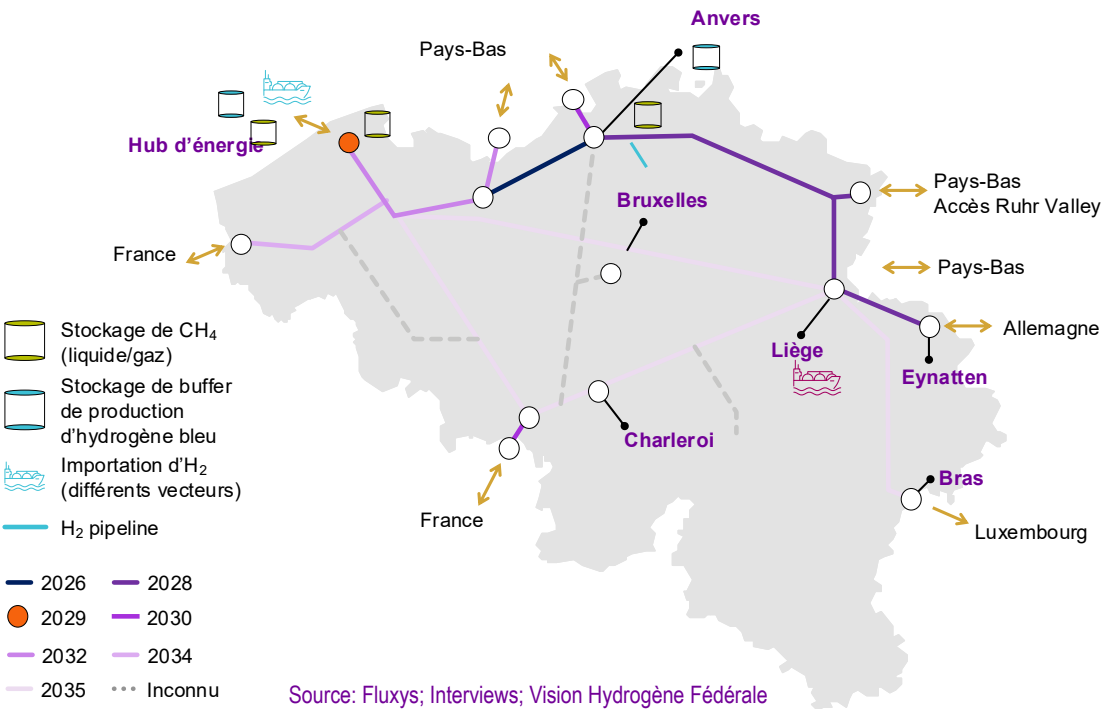 Anvers
Pays-Bas
Hub d’énergie
Bruxelles
Pays-Bas
Accès Ruhr Valley
France
Pays-Bas
Stockage de CH₄
(liquide/gaz)
Allemagne
Liège
Eynatten
Stockage de buffer
de production
d’hydrogène bleu
Charleroi
Importation d’H₂
(différents vecteurs)
Bras
France
H₂ pipeline
Luxembourg
2026
2028
2029
2030
2032
2034
2035
Inconnu
Source: Fluxys; Interviews; Vision Hydrogène Fédérale